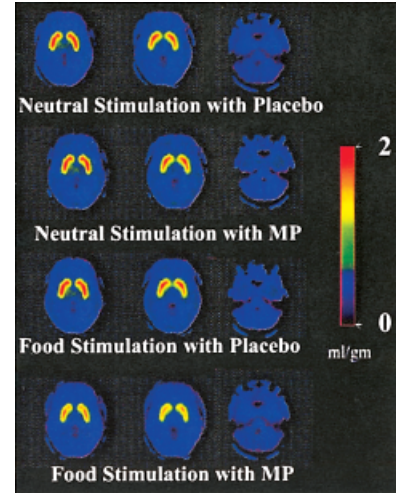 Neutral Stimulation with Placebo
2
Neutral Stimulation with MP
0
Food Stimulation with Placebo
ml/gm
Food Stimulation with MP